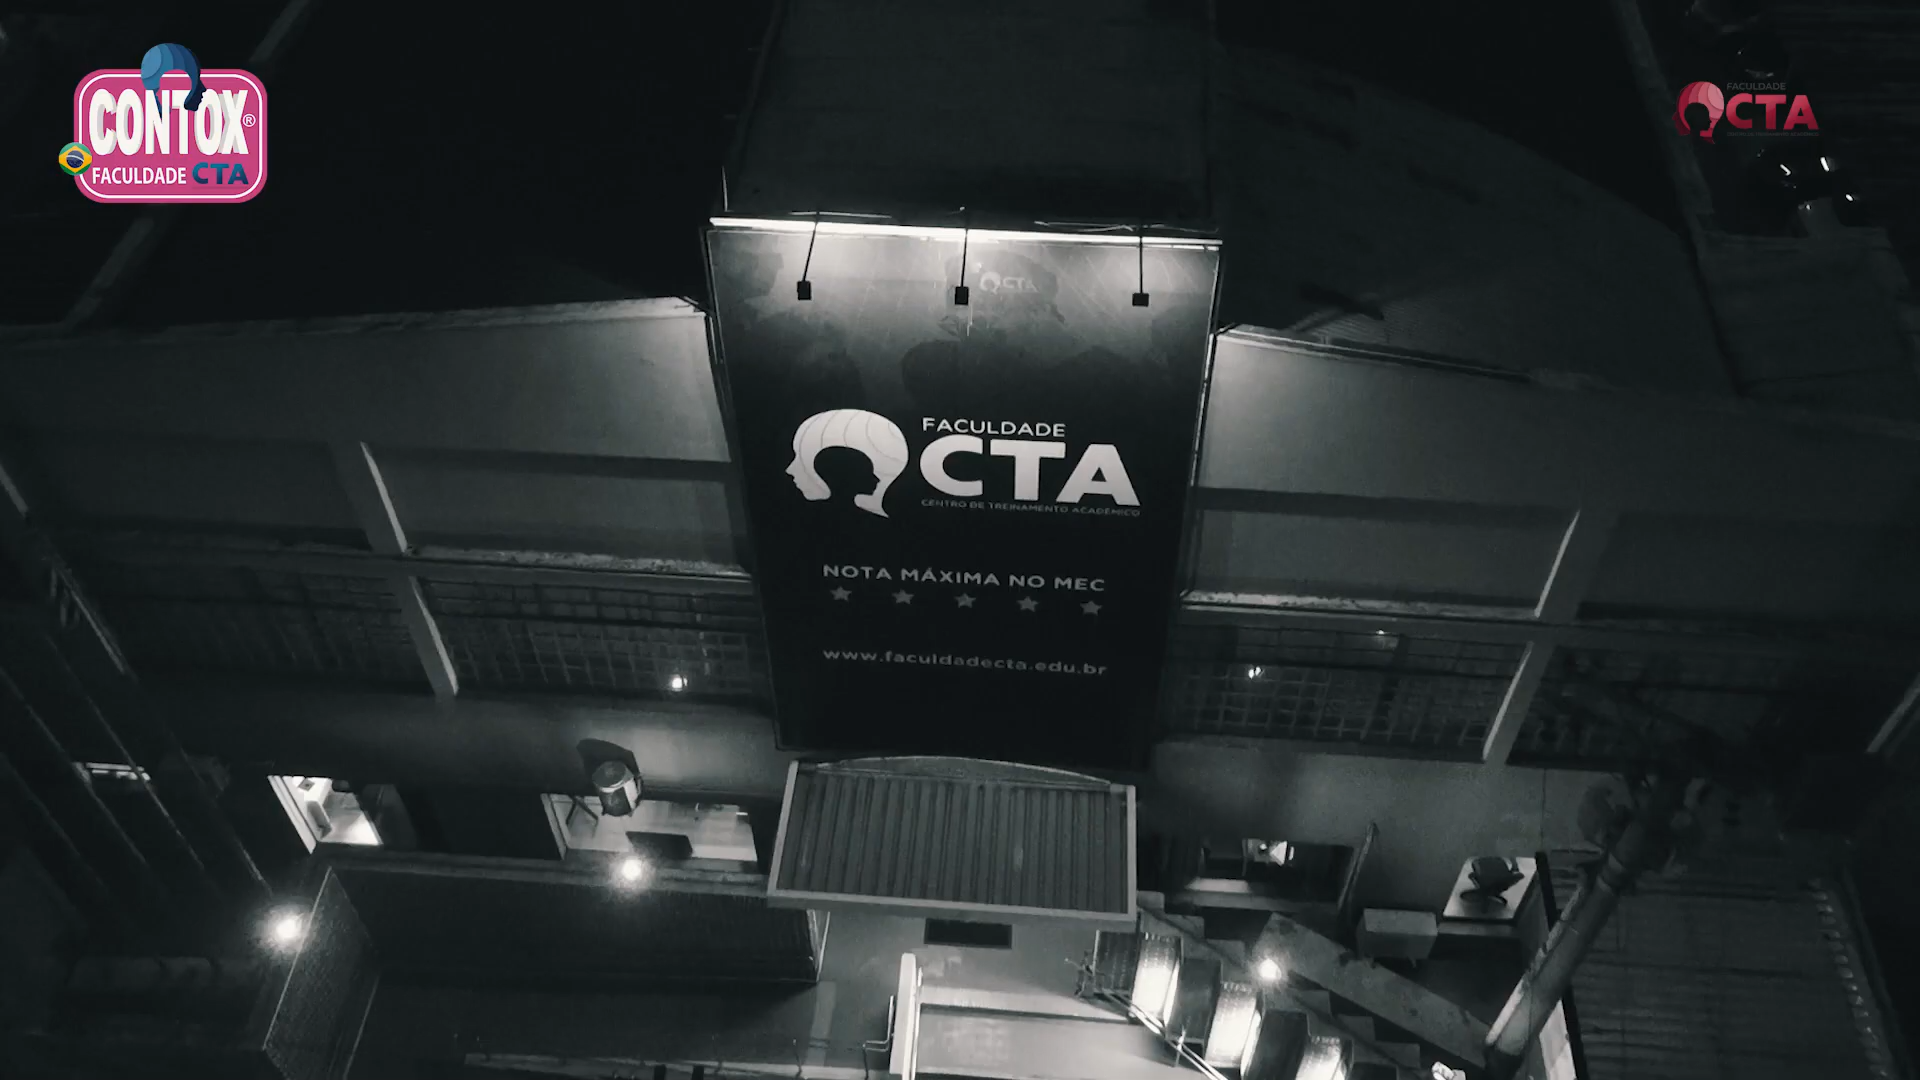 CONTOX®
FACULDADE CTA
FACULDADE
CTA
CTA
FACULDADE
CTA
CENTRO DE TREINAMENTO ACADÊMICO
NOTA MÁXIMA NO MEC
www.faculdadecta.edu.br